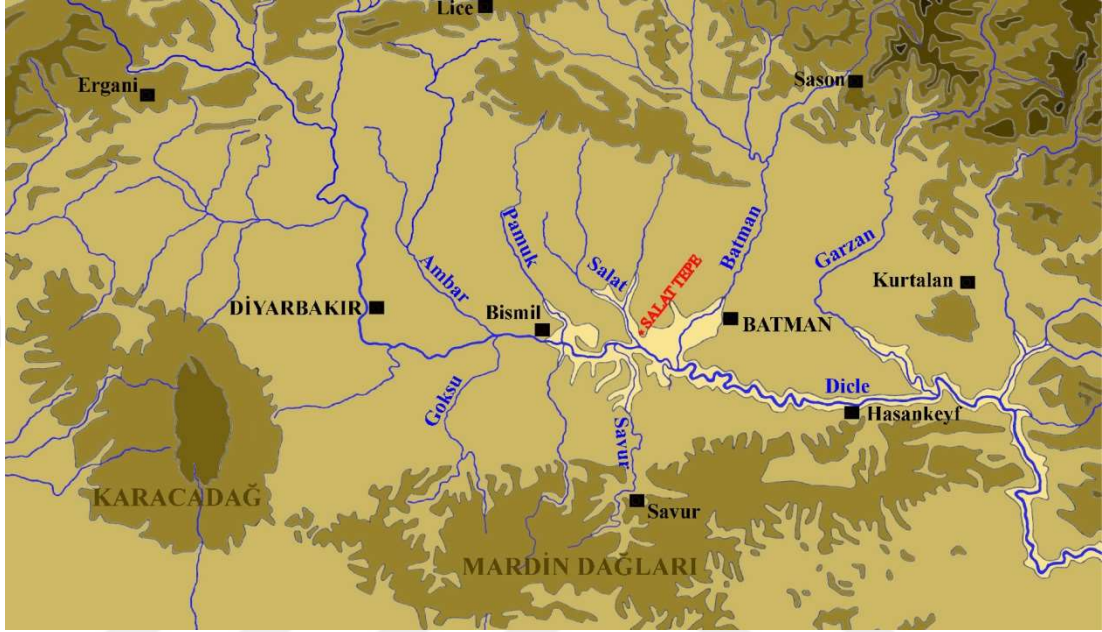 Lice
Sason
Ergani
Pamuk
Ambar
Salat
SALAT TEPE
Batman
Garzan
Kurtalan
DİYARBAKIR
Bismil
BATMAN
Goksu
Dicle
Hasankeyf
Savur
KARACADAĞ
Savur
MARDİN DAĞLARI